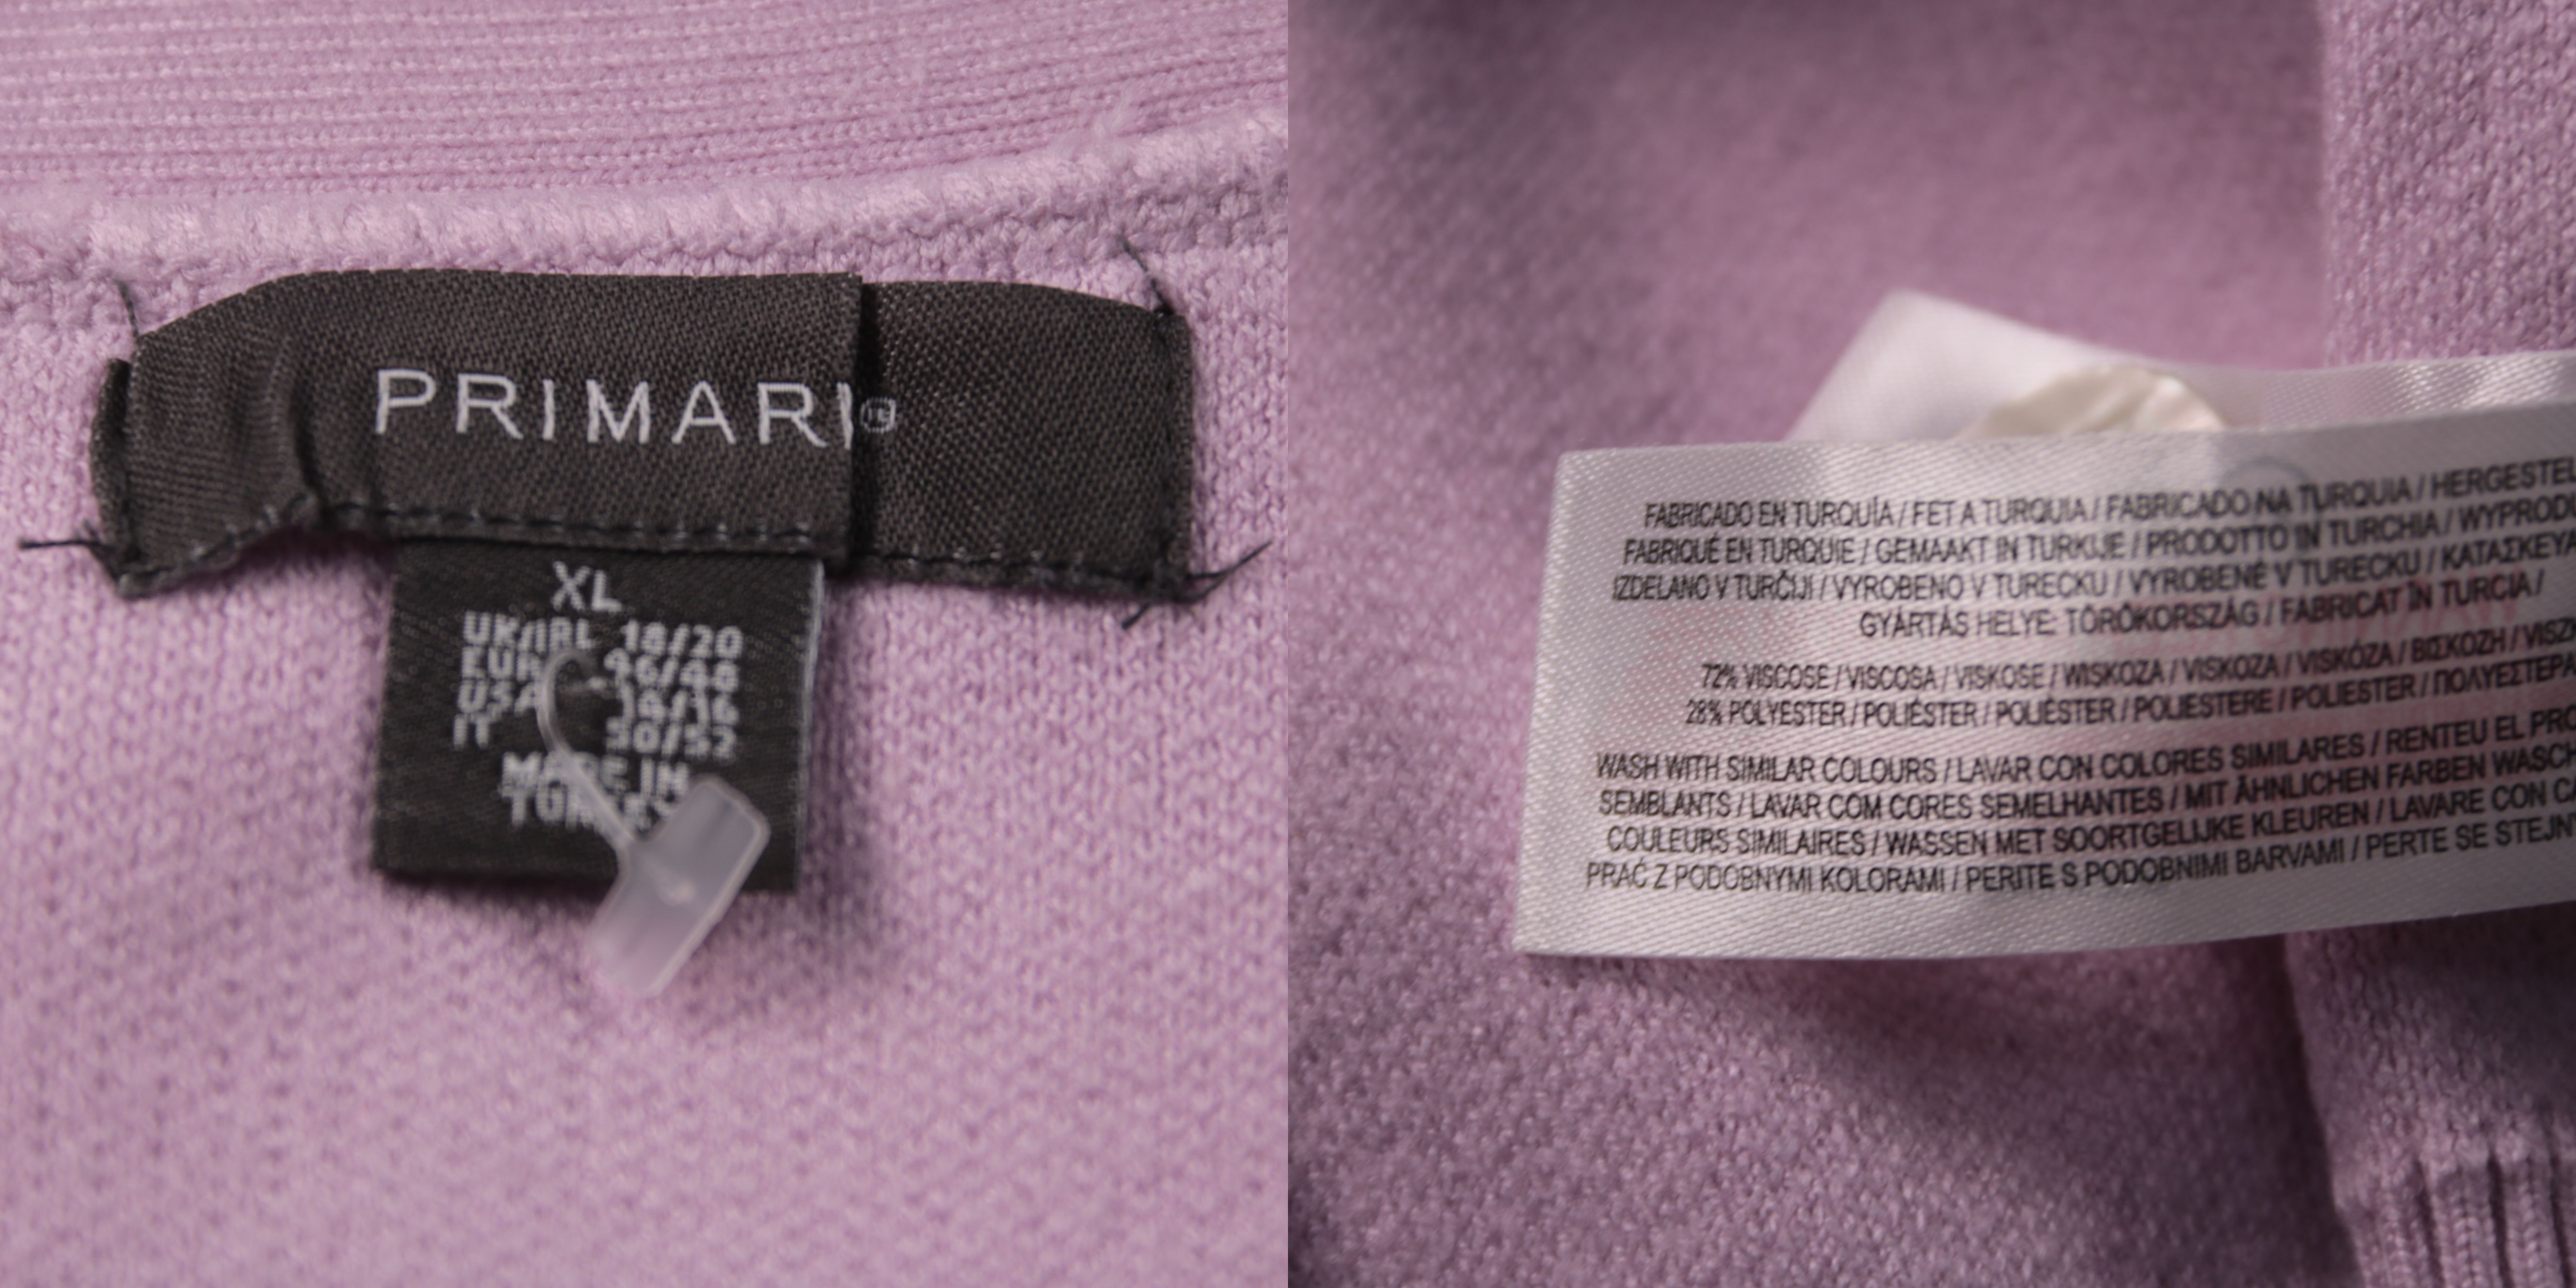 PRIMARK
XL
UK/IRL 18/20
EUR 46/48
USA 14/16
IT 50/52
MADE IN
TURKEY
FABRICADO EN TURQUÍA / FET A TURQUIA / FABRICADO NA TURQUIA / HERGESTEL
FABRIQUÉ EN TURQUIE / GEMAAKT IN TURKIJE / PRODOTTO IN TURCHIA / WYPROD
IZDELANO V TURČIJI / VYROBENO V TURECKU / VYROBENÉ V TURECKU / ΚΑΤΑΣΚΕΥΑ
GYÁRTÁS HELYE: TÖRÖKORSZÁG / FABRICAT ÎN TURCIA /
72% VISCOSE / VISCOSA / VISKOSE / WISKOZA / VISKOZA / VISKÓZA / ΒΙΣΚΟΖΗ / VISZ
28% POLYESTER / POLIÉSTER / POLIÈSTER / POLIESTERE / POLIESTER / ΠΟΛΥΕΣΤΕΡΑ
WASH WITH SIMILAR COLOURS / LAVAR CON COLORES SIMILARES / RENTEU EL PRO
SEMBLANTS / LAVAR COM CORES SEMELHANTES / MIT ÄHNLICHEN FARBEN WASCH
COULEURS SIMILAIRES / WASSEN MET SOORTGELIJKE KLEUREN / LAVARE CON CA
PRAĆ Z PODOBNYMI KOLORAMI / PERITE S PODOBNIMI BARVAMI / PERTE SE STEJN